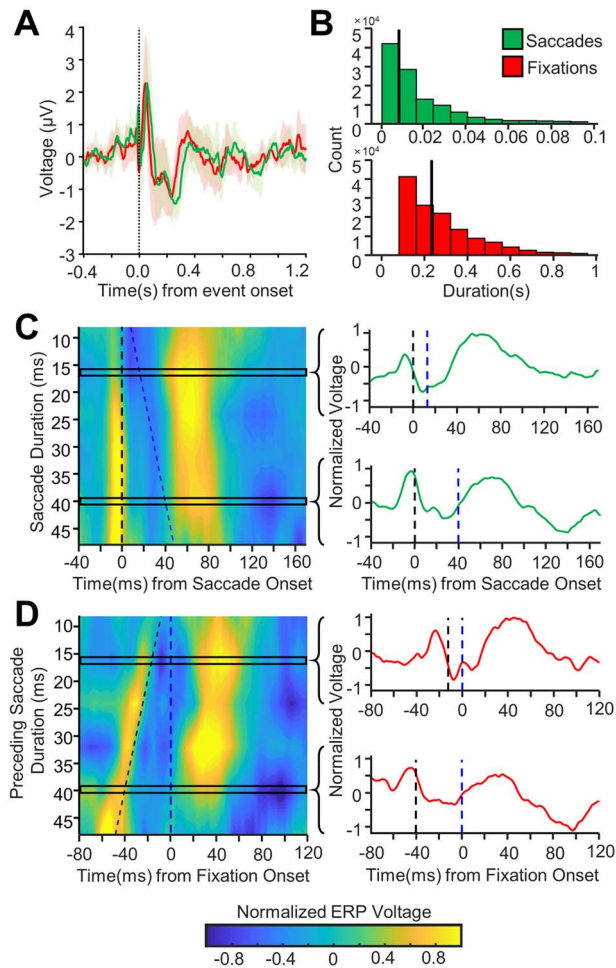 A
Voltage (µV)
4
3
2
1
0
-1
-2
-3
-0.4 0.0 0.4 0.8 1.2
Time(s) from event onset
B
Saccades
Fixations
Count
×10⁴
5
4
3
2
1
0
0 0.02 0.04 0.06 0.08 0.1
×10⁴
5
4
3
2
1
0
0 0.2 0.4 0.6 0.8 1
Duration(s)
C
Saccade Duration (ms)
10
15
20
25
30
35
40
45
-40 0 40 80 120 160
Time(ms) from Saccade Onset
Normalized Voltage
1
0
-1
-40 0 40 80 120 160
1
0
-1
-40 0 40 80 120 160
Time(ms) from Saccade Onset
D
Preceding Saccade
Duration (ms)
10
15
20
25
30
35
40
45
-80 -40 0 40 80 120
Time(ms) from Fixation Onset
Normalized Voltage
1
0
-1
-80 -40 0 40 80 120
1
0
-1
-80 -40 0 40 80 120
Time(ms) from Fixation Onset
Normalized ERP Voltage
-0.8 -0.4 0 0.4 0.8